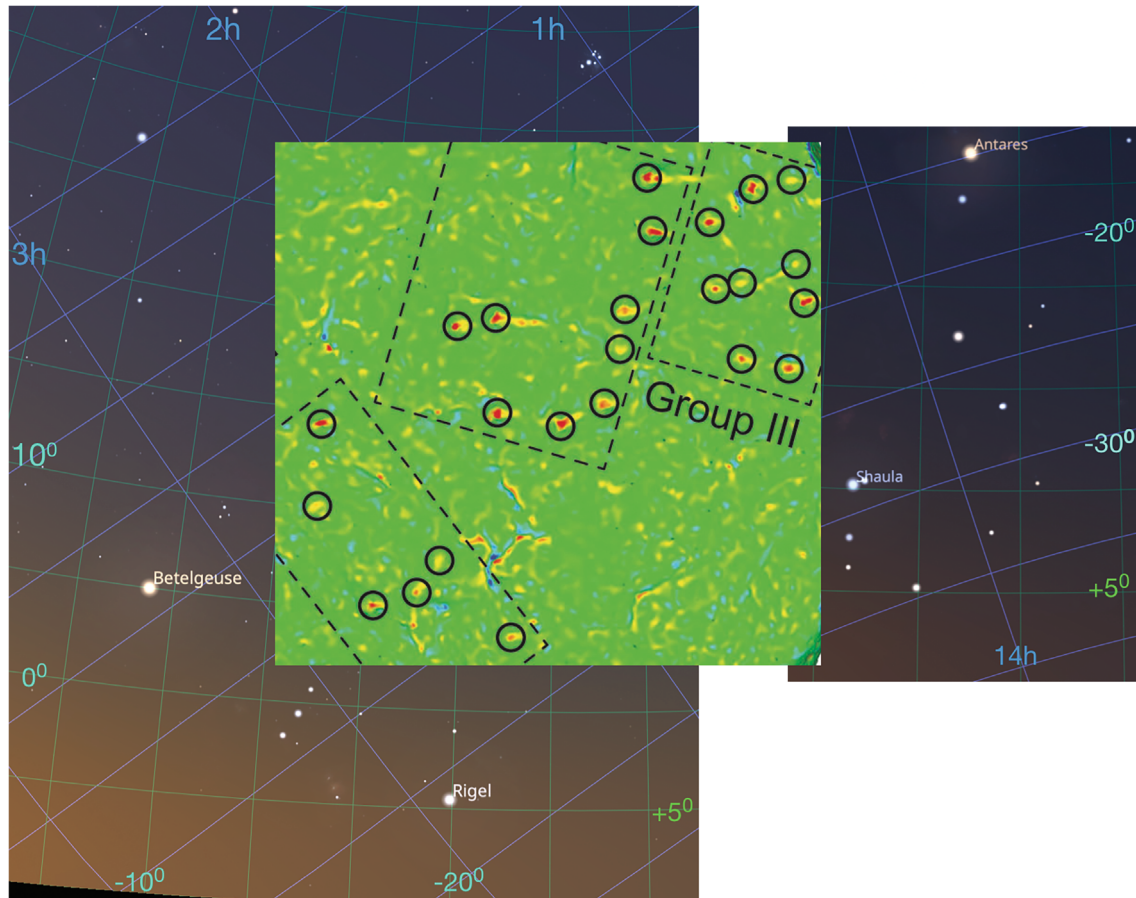 2h
1h
Antares
-20⁰
3h
Group III
-30⁰
10⁰
Shaula
Betelgeuse
+5⁰
0⁰
14h
Rigel
+5⁰
-10⁰
-20⁰